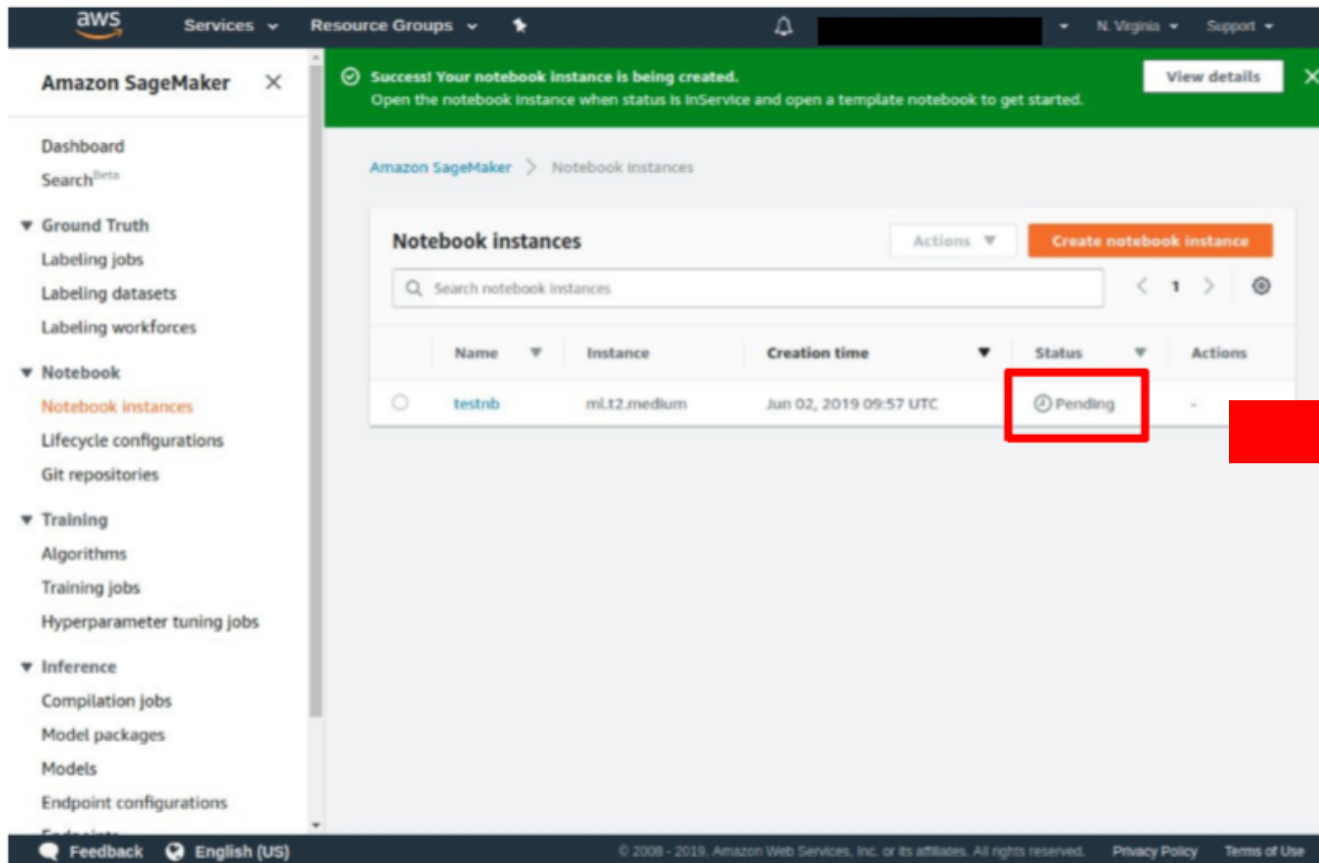 aws Services Resource Groups N. Virginia Support
Amazon SageMaker
Success! Your notebook instance is being created.
Open the notebook instance when status is InService and open a template notebook to get started.
View details
Dashboard
Search Beta
Ground Truth
Labeling jobs
Labeling datasets
Labeling workforces
Notebook
Notebook instances
Lifecycle configurations
Git repositories
Training
Algorithms
Training jobs
Hyperparameter tuning jobs
Inference
Compilation jobs
Model packages
Models
Endpoint configurations
Amazon SageMaker > Notebook instances
Notebook instances
Actions
Create notebook instance
Search notebook instances
< 1 >
Name Instance Creation time Status Actions
testnb ml.t2.medium Jun 02, 2019 09:57 UTC Pending -
Feedback English (US) © 2008 - 2019, Amazon Web Services, Inc. or its affiliates. All rights reserved. Privacy Policy Terms of Use